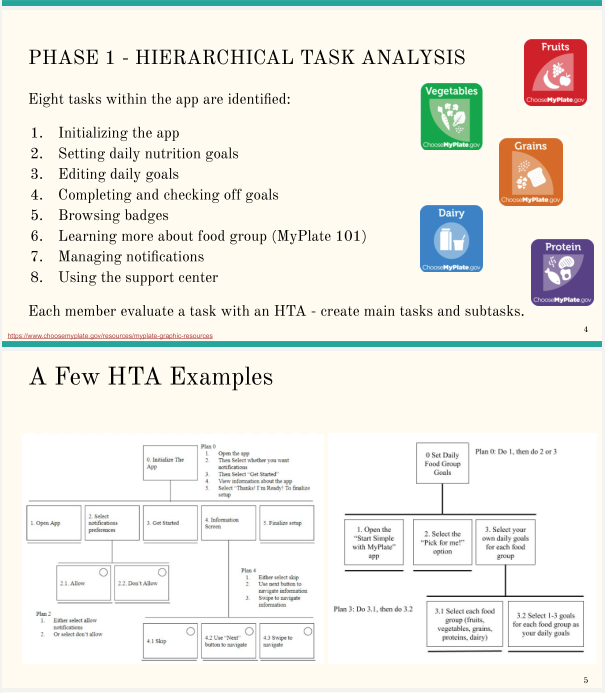 PHASE 1 - HIERARCHICAL TASK ANALYSIS
Eight tasks within the app are identified:
1. Initializing the app
2. Setting daily nutrition goals
3. Editing daily goals
4. Completing and checking off goals
5. Browsing badges
6. Learning more about food group (MyPlate 101)
7. Managing notifications
8. Using the support center
Each member evaluate a task with an HTA - create main tasks and subtasks.
Fruits
ChooseMyPlate.gov
Vegetables
ChooseMyPlate.gov
Grains
ChooseMyPlate.gov
Dairy
ChooseMyPlate.gov
Protein
ChooseMyPlate.gov
https://www.choosemyplate.gov/resources/myplate-graphic-resources
4
A Few HTA Examples
0. Initialize The
App
Plan 0
1. Open the app
2. Then Select whether you want
notifications
3. Then Select "Get Started"
4. View information about the app
5. Select "Thanks! I'm Ready! To finalize
setup
1. Open App
2. Select
notifications
preferences
3. Get Started
4. Information
Screen
5. Finalize setup
2.1. Allow
2.2. Don't Allow
Plan 4
1. Either select skip
2. Use next button to
navigate information
3. Swipe to navigate
information
Plan 2
1. Either select allow
notifications
2. Or select don't allow
4.1 Skip
4.2 Use "Next"
button to navigate
4.3 Swipe to
navigate
0 Set Daily
Food Group
Goals
Plan 0: Do 1, then do 2 or 3
1. Open the
"Start Simple
with MyPlate"
app
2. Select the
"Pick for me!"
option
3. Select your
own daily goals
for each food
group
Plan 3: Do 3.1, then do 3.2
3.1 Select each food
group (fruits,
vegetables, grains,
proteins, dairy)
3.2 Select 1-3 goals
for each food group as
your daily goals
5